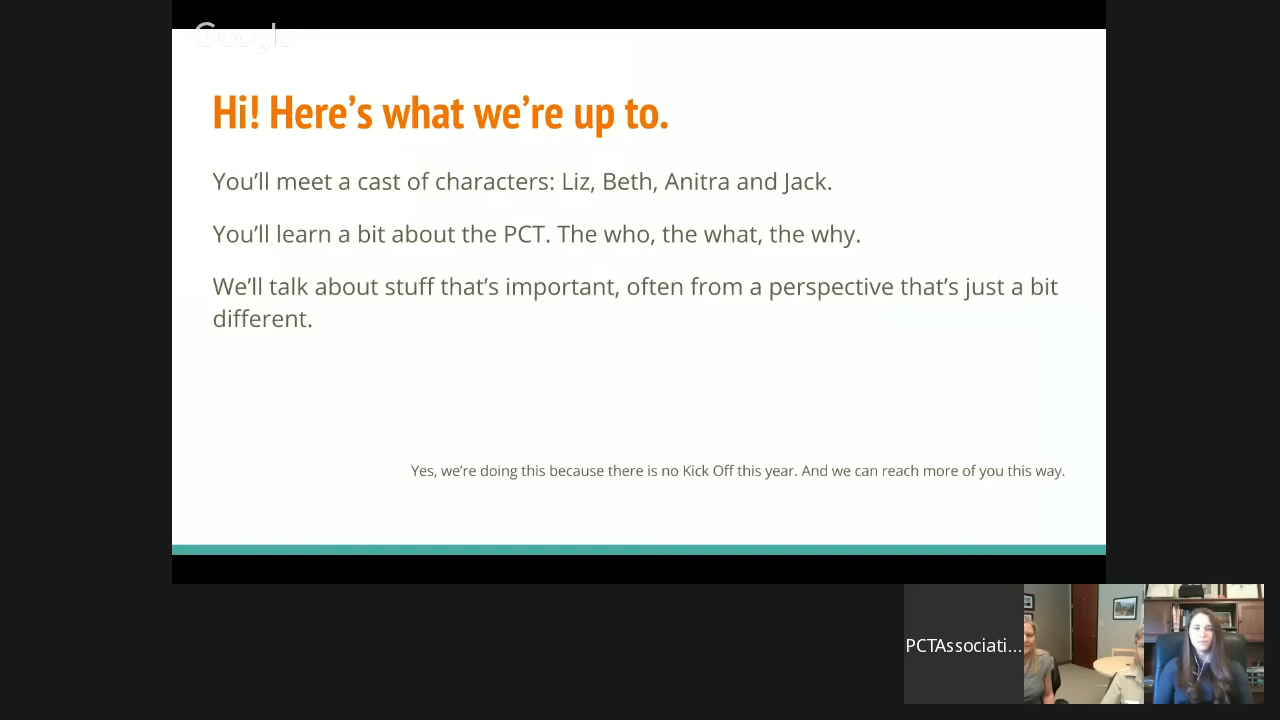 Google
Hi! Here’s what we’re up to.
You’ll meet a cast of characters: Liz, Beth, Anitra and Jack.
You’ll learn a bit about the PCT. The who, the what, the why.
We’ll talk about stuff that’s important, often from a perspective that’s just a bit
different.
Yes, we’re doing this because there is no Kick Off this year. And we can reach more of you this way.
PCTAssociati...